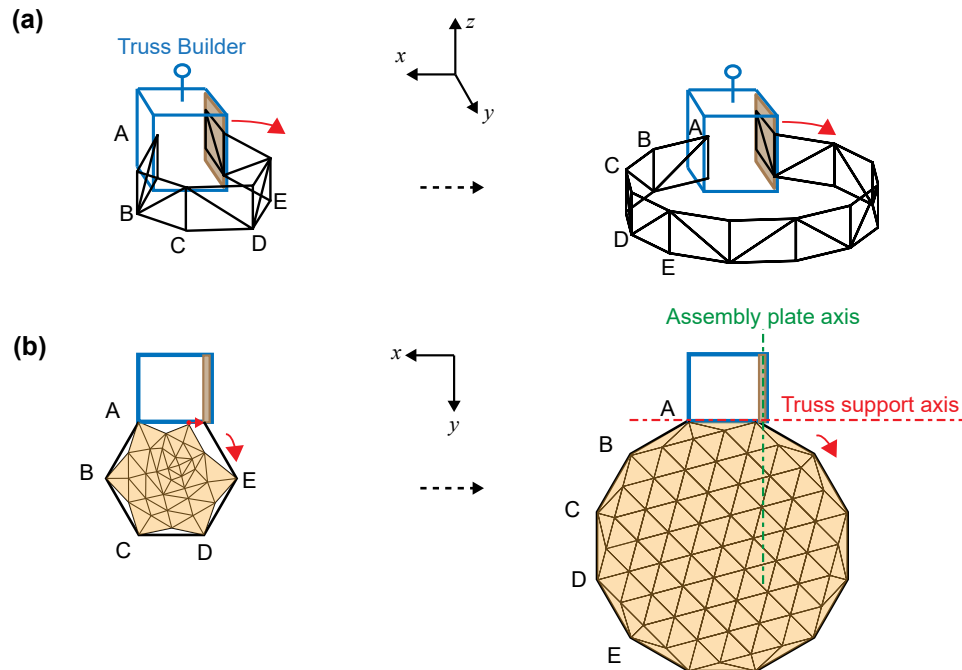 (a)
Truss Builder
z
x
y
A
B
C
D
E
A
B
C
D
E
Assembly plate axis
(b)
x
y
A
Truss support axis
A
B
C
D
E
B
C
D
E